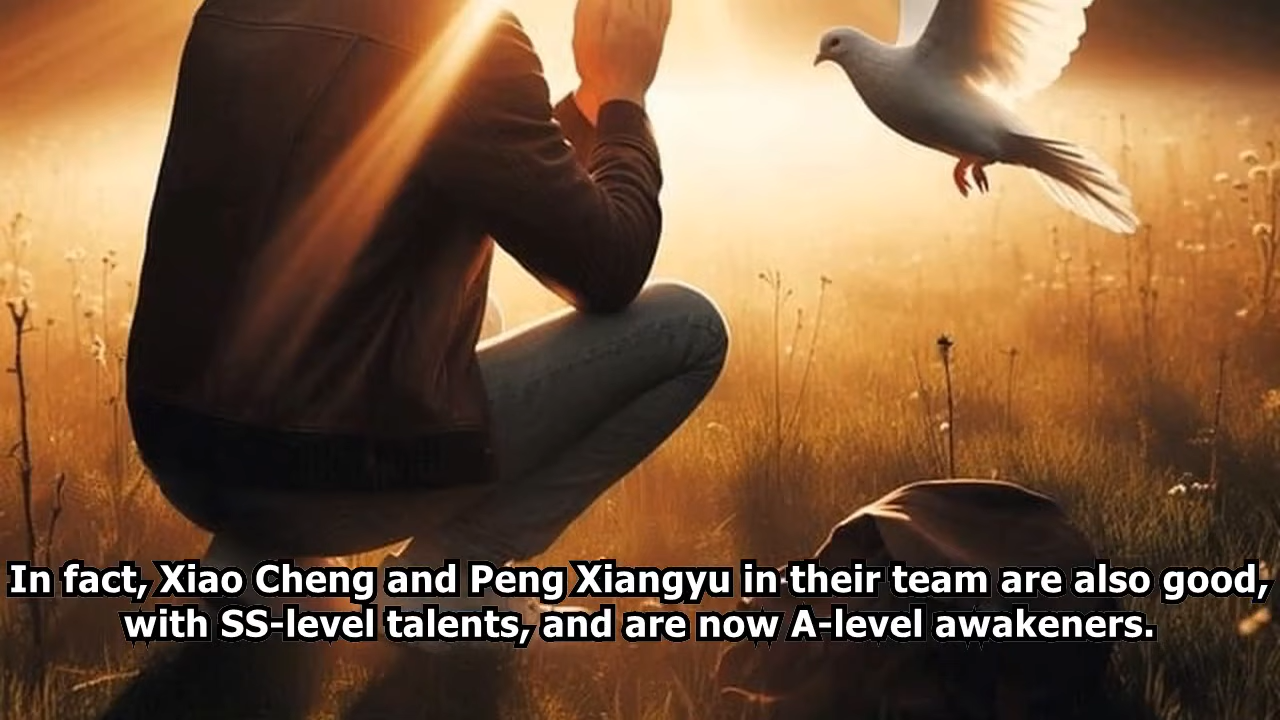 In fact, Xiao Cheng and Peng Xiangyu in their team are also good,
with SS-level talents, and are now A-level awakeners.